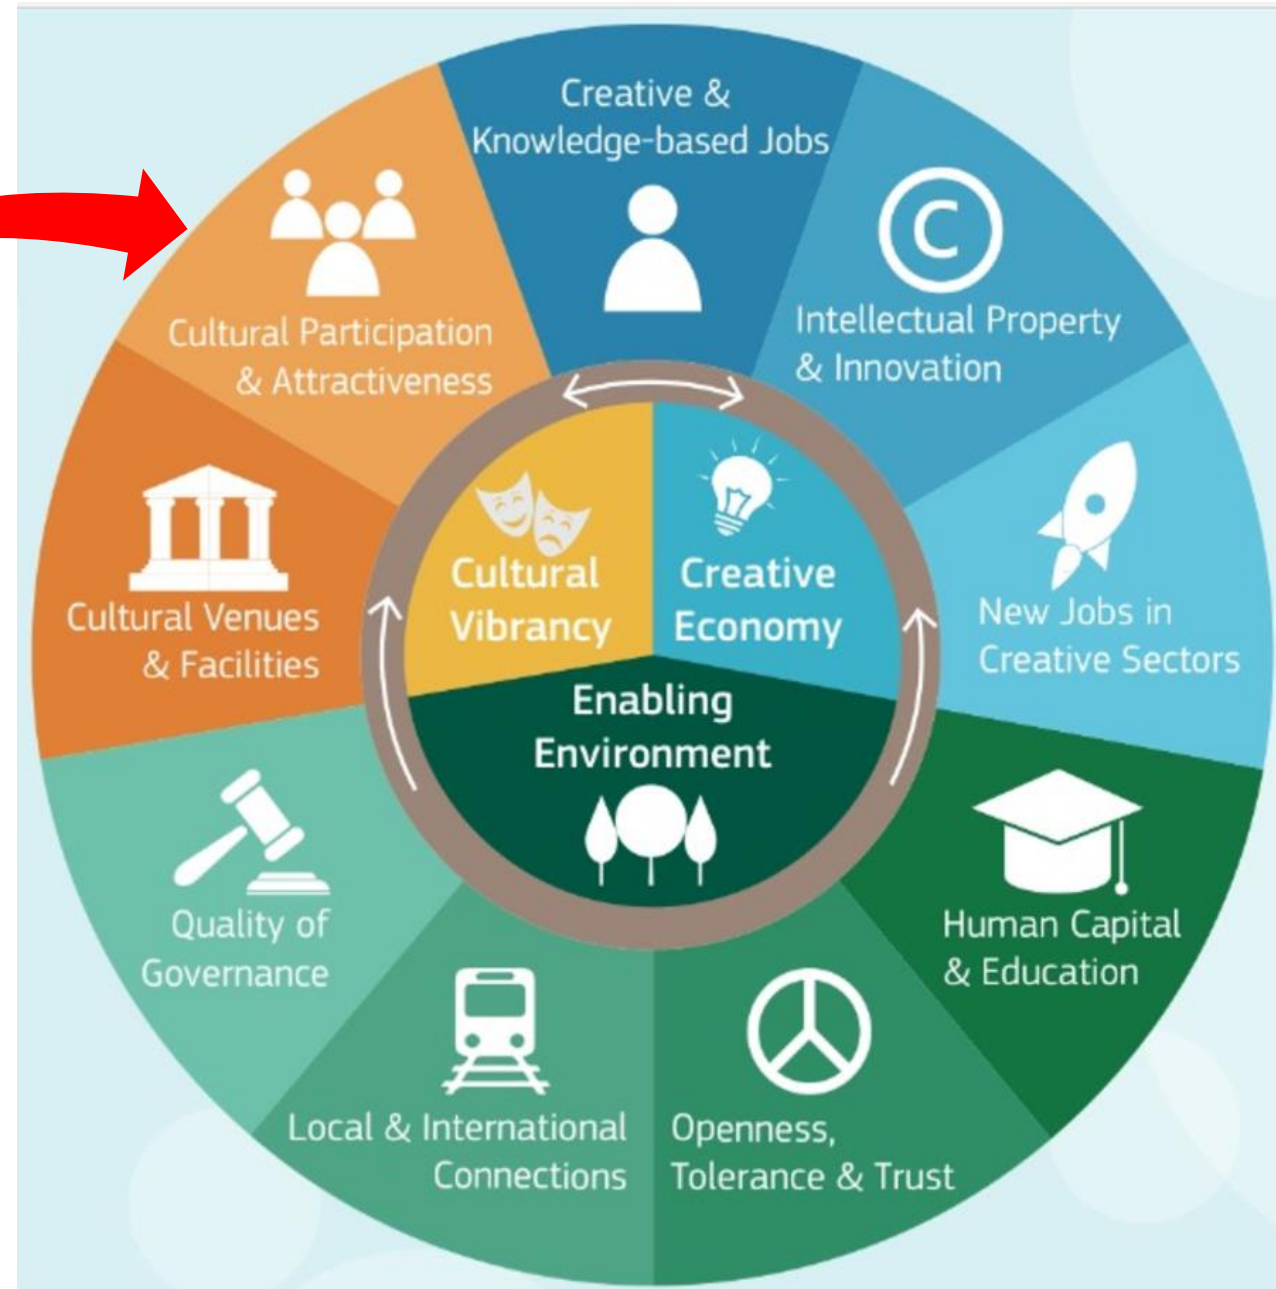 Creative &
Knowledge-based Jobs
C
Intellectual Property
& Innovation
New Jobs in
Creative Sectors
Human Capital
& Education
Openness,
Tolerance & Trust
Local & International
Connections
Quality of
Governance
Cultural Venues
& Facilities
Cultural Participation
& Attractiveness
Cultural
Vibrancy
Creative
Economy
Enabling
Environment